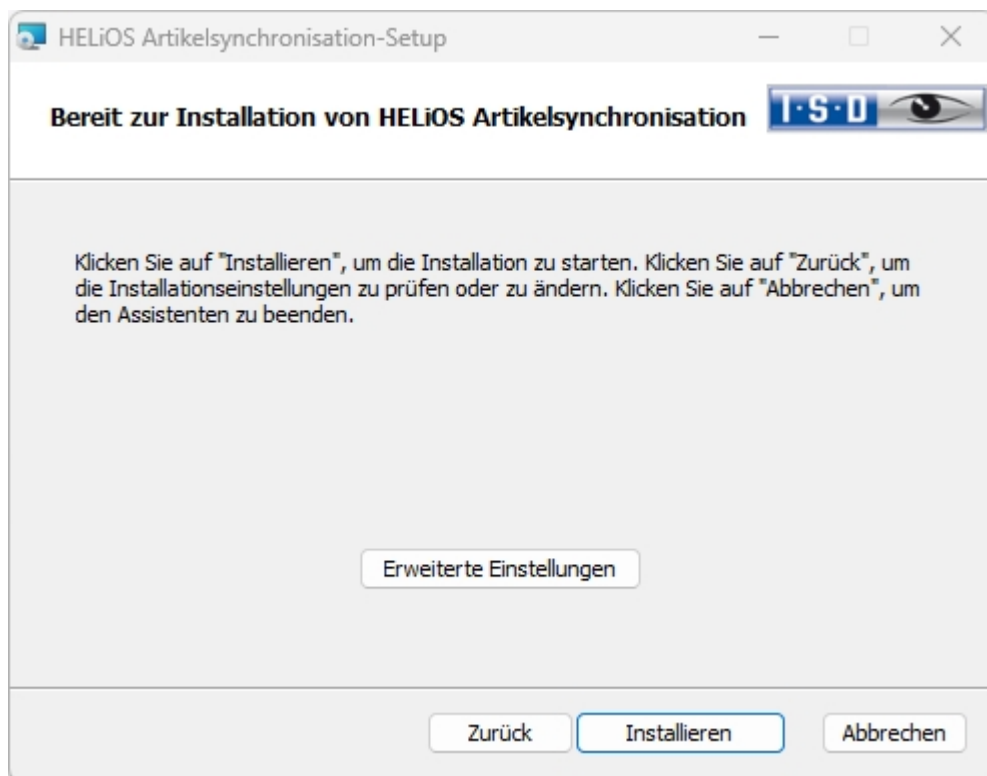 HELiOS Artikelsynchronisation-Setup
Bereit zur Installation von HELiOS Artikelsynchronisation
I·S·D
Klicken Sie auf "Installieren", um die Installation zu starten. Klicken Sie auf "Zurück", um
die Installationseinstellungen zu prüfen oder zu ändern. Klicken Sie auf "Abbrechen", um
den Assistenten zu beenden.
Erweiterte Einstellungen
Zurück
Installieren
Abbrechen